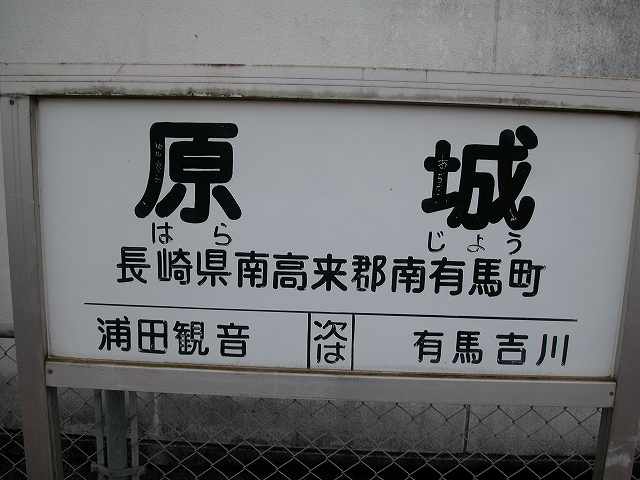 原城
はらじょう
長崎県南高来郡南有馬町
浦田観音 次は 有馬吉川